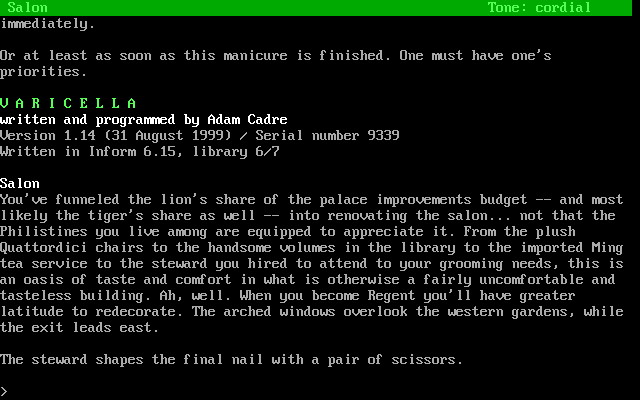 Salon Tone: cordial
immediately.
Or at least as soon as this manicure is finished. One must have one's
priorities.
V A R I C E L L A
written and programmed by Adam Cadre
Version 1.14 (31 August 1999) / Serial number 9339
Written in Inform 6.15, library 6/7
Salon
You've funneled the lion's share of the palace improvements budget -- and most
likely the tiger's share as well -- into renovating the salon... not that the
Philistines you live among are equipped to appreciate it. From the plush
Quattordici chairs to the handsome volumes in the library to the imported Ming
tea service to the steward you hired to attend to your grooming needs, this is
an oasis of taste and comfort in what is otherwise a fairly uncomfortable and
tasteless building. Ah, well. When you become Regent you'll have greater
latitude to redecorate. The arched windows overlook the western gardens, while
the exit leads east.
The steward shapes the final nail with a pair of scissors.
>